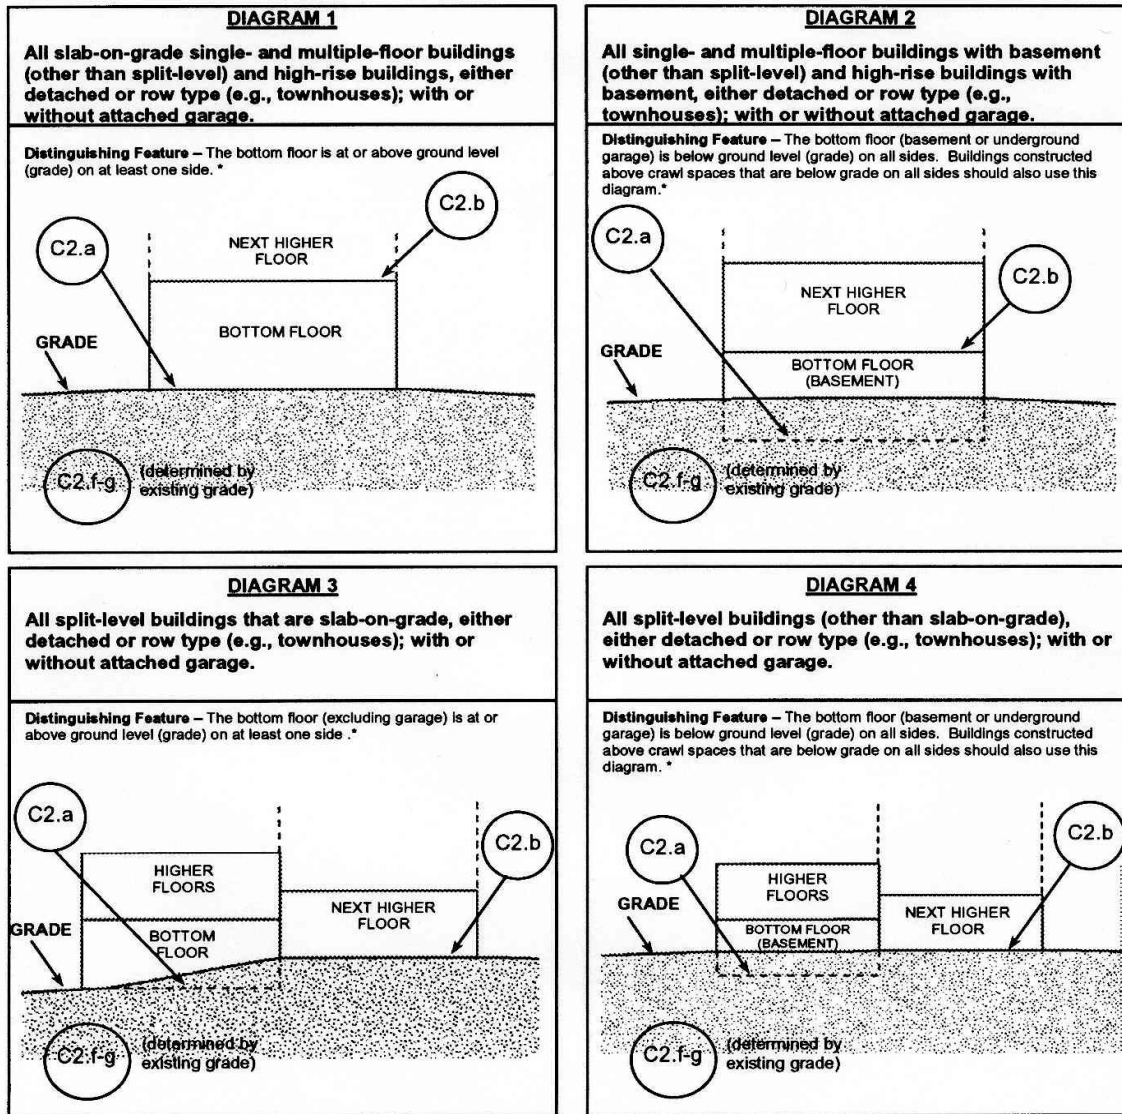 DIAGRAM 1
All slab-on-grade single- and multiple-floor buildings
(other than split-level) and high-rise buildings, either
detached or row type (e.g., townhouses); with or
without attached garage.
Distinguishing Feature – The bottom floor is at or above ground level
(grade) on at least one side. *
C2.b
C2.a
NEXT HIGHER
FLOOR
BOTTOM FLOOR
GRADE
C2.f-g
(determined by
existing grade)
DIAGRAM 2
All single- and multiple-floor buildings with basement
(other than split-level) and high-rise buildings with
basement, either detached or row type (e.g.,
townhouses); with or without attached garage.
Distinguishing Feature – The bottom floor (basement or underground
garage) is below ground level (grade) on all sides. Buildings constructed
above crawl spaces that are below grade on all sides should also use this
diagram.*
C2.a
C2.b
NEXT HIGHER
FLOOR
GRADE
BOTTOM FLOOR
(BASEMENT)
C2.f-g
(determined by
existing grade)
DIAGRAM 3
All split-level buildings that are slab-on-grade, either
detached or row type (e.g., townhouses); with or
without attached garage.
Distinguishing Feature – The bottom floor (excluding garage) is at or
above ground level (grade) on at least one side .*
C2.a
C2.b
HIGHER
FLOORS
NEXT HIGHER
FLOOR
GRADE
BOTTOM
FLOOR
C2.f-g
(determined by
existing grade)
DIAGRAM 4
All split-level buildings (other than slab-on-grade),
either detached or row type (e.g., townhouses); with or
without attached garage.
Distinguishing Feature – The bottom floor (basement or underground
garage) is below ground level (grade) on all sides. Buildings constructed
above crawl spaces that are below grade on all sides should also use this
diagram. *
C2.a
C2.b
HIGHER
FLOORS
GRADE
NEXT HIGHER
FLOOR
BOTTOM FLOOR
(BASEMENT)
C2.f-g
(determined by
existing grade)